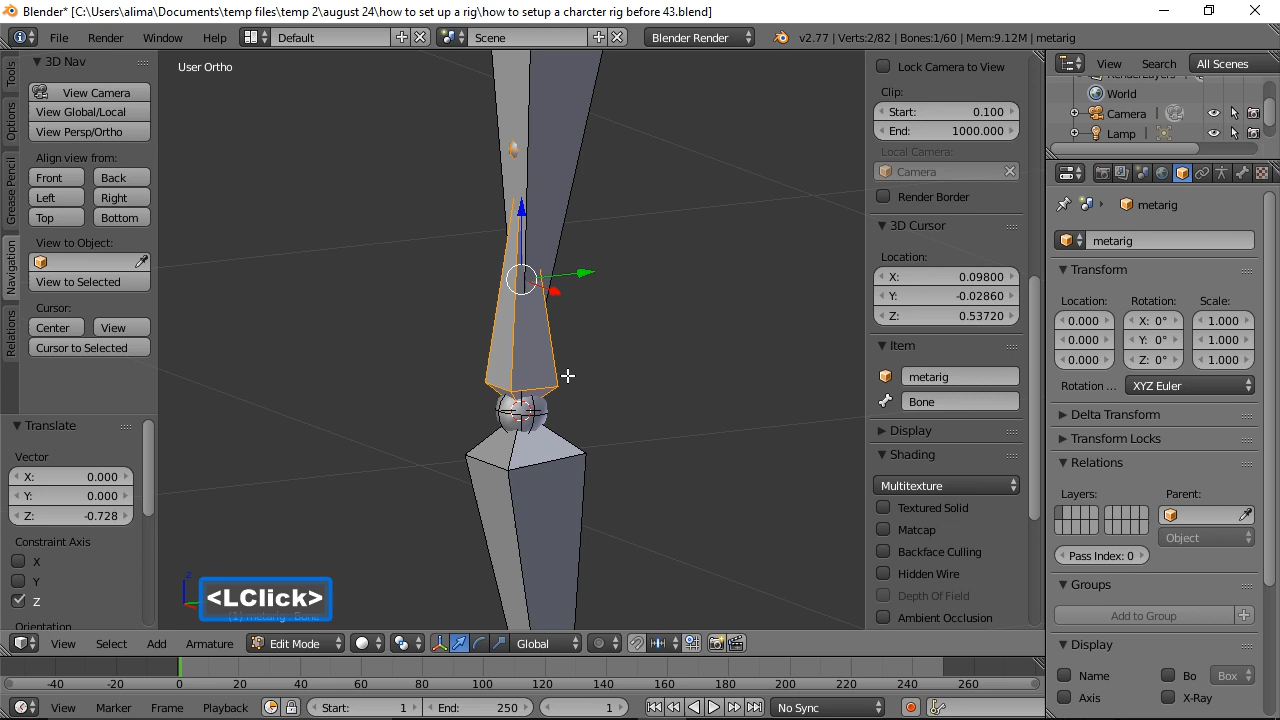 Blender* [C:\Users\alima\Documents\temp files\temp 2\august 24\how to set up a rig\how to setup a charcter rig before 43.blend]
File Render Window Help Default Scene Blender Render v2.77 | Verts:2/82 | Bones:1/60 | Mem:9.12M | metarig
Tools
Options
Grease Pencil
Navigation
Relations
3D Nav
View Camera
View Global/Local
View Persp/Ortho
Align view from:
Front Back
Left Right
Top Bottom
View to Object:
View to Selected
Cursor:
Center View
Cursor to Selected
Translate
Vector
X: 0.000
Y: 0.000
Z: -0.728
Constraint Axis
X
Y
Z
Orientation
User Ortho
z
<LClick>
(1) metarig : Bone
Lock Camera to View
Clip:
Start: 0.100
End: 1000.000
Local Camera:
Camera
Render Border
3D Cursor
Location:
X: 0.09800
Y: -0.02860
Z: 0.53720
Item
metarig
Bone
Display
Shading
Multitexture
Textured Solid
Matcap
Backface Culling
Hidden Wire
Depth Of Field
Ambient Occlusion
View Search All Scenes
RenderLayers
World
Camera
Lamp
metarig
metarig
Transform
Location: Rotation: Scale:
0.000 X: 0° 1.000
0.000 Y: 0° 1.000
0.000 Z: 0° 1.000
Rotation ... XYZ Euler
Delta Transform
Transform Locks
Relations
Layers: Parent:
Object
Pass Index: 0
Groups
Add to Group
Display
Name Bo Box
Axis X-Ray
View Select Add Armature Edit Mode Global
-40 -20 0 20 40 60 80 100 120 140 160 180 200 220 240 260
View Marker Frame Playback Start: 1 End: 250 1 No Sync